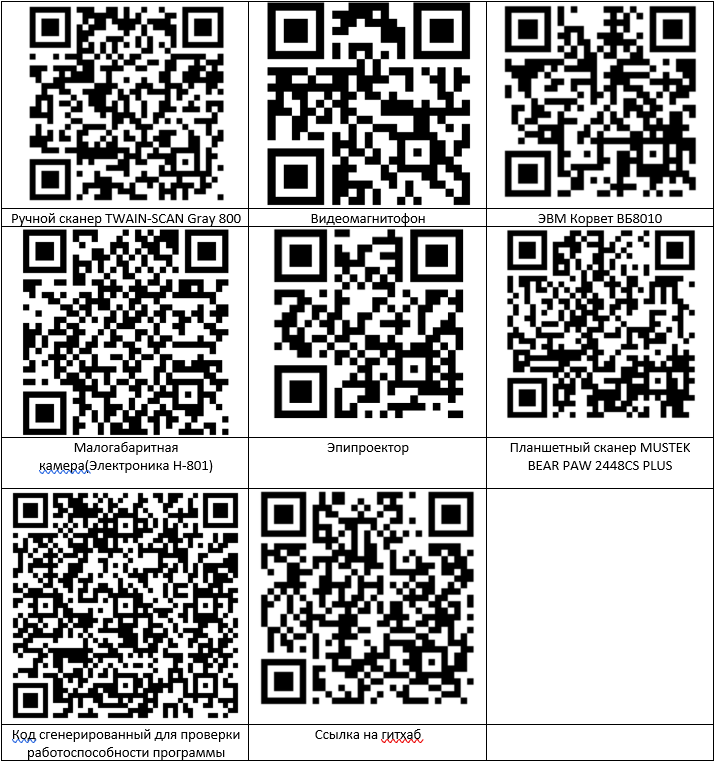 Ручной сканер TWAIN-SCAN Gray 800
Видеомагнитофон
ЭВМ Корвет ВБ8010
Малогабаритная
камера(Электроника Н-801)
Эпипроектор
Планшетный сканер MUSTEK
BEAR PAW 2448CS PLUS
Код сгенерированный для проверки
работоспособности программы
Ссылка на гитхаб